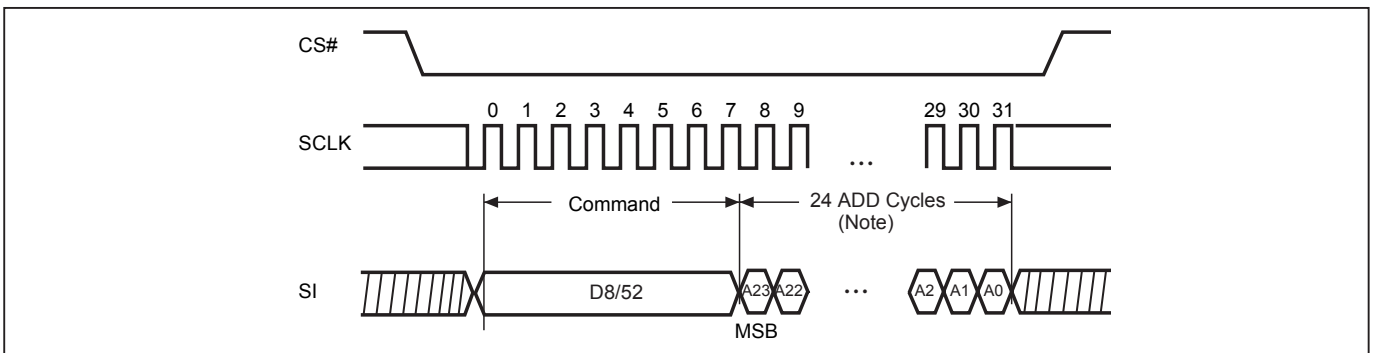 CS#
0 1 2 3 4 5 6 7 8 9 29 30 31
SCLK
...
Command
24 ADD Cycles
(Note)
SI
D8/52 A23 A22 ... A2 A1 A0
MSB